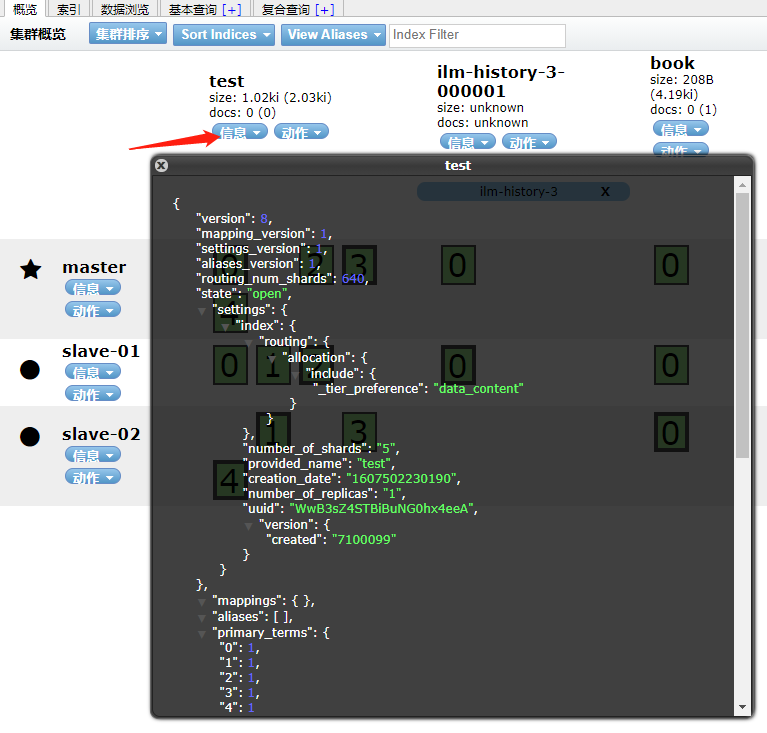 概览 索引 数据浏览 基本查询 [+] 复合查询 [+]
集群概览 集群排序 Sort Indices View Aliases Index Filter
test
size: 1.02ki (2.03ki)
docs: 0 (0)
信息 动作
ilm-history-3-
000001
size: unknown
docs: unknown
信息 动作
book
size: 208B
(4.19ki)
docs: 0 (1)
信息
动作
test
ilm-history-3 X
{
"version": 8,
"mapping_version": 1,
"settings_version": 1,
"aliases_version": 1,
"routing_num_shards": 640,
"state": "open",
"settings": {
"index": {
"routing": {
"allocation": {
"include": {
"_tier_preference": "data_content"
}
}
},
"number_of_shards": "5",
"provided_name": "test",
"creation_date": "1607502230190",
"number_of_replicas": "1",
"uuid": "WwB3sZ4STBiBuNG0hx4eeA",
"version": {
"created": "7100099"
}
}
},
"mappings": { },
"aliases": [ ],
"primary_terms": {
"0": 1,
"1": 1,
"2": 1,
"3": 1,
"4": 1
master
信息
动作
0 2 3 0 0
4
slave-01
信息
动作
0 1 2 0 0
slave-02
信息
动作
1 3 0
4